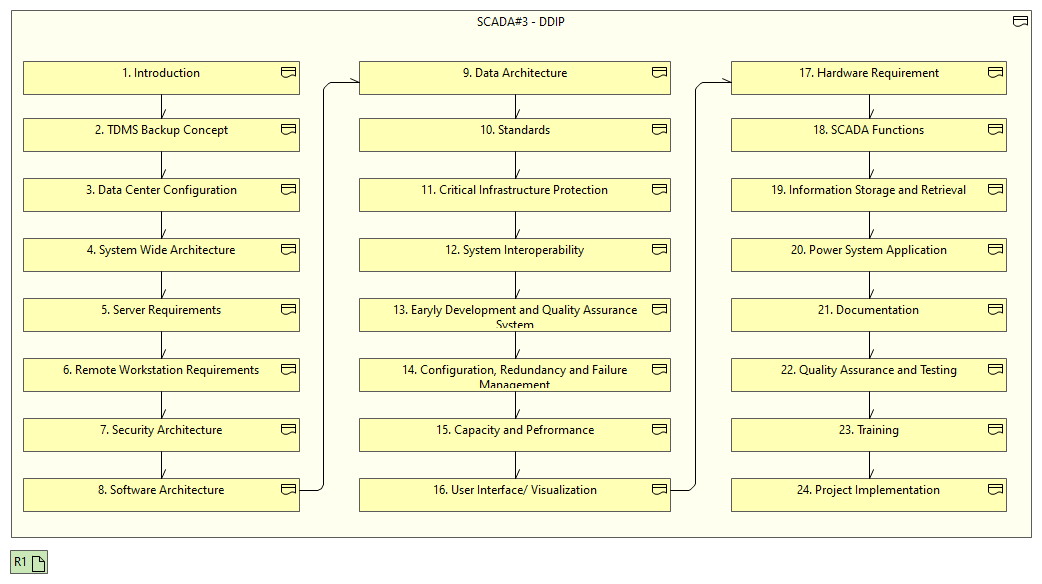 SCADA#3 - DDIP
1. Introduction
2. TDMS Backup Concept
3. Data Center Configuration
4. System Wide Architecture
5. Server Requirements
6. Remote Workstation Requirements
7. Security Architecture
8. Software Architecture
9. Data Architecture
10. Standards
11. Critical Infrastructure Protection
12. System Interoperability
13. Earyly Development and Quality Assurance
System
14. Configuration, Redundancy and Failure
Management
15. Capacity and Pefrormance
16. User Interface/ Visualization
17. Hardware Requirement
18. SCADA Functions
19. Information Storage and Retrieval
20. Power System Application
21. Documentation
22. Quality Assurance and Testing
23. Training
24. Project Implementation
R1